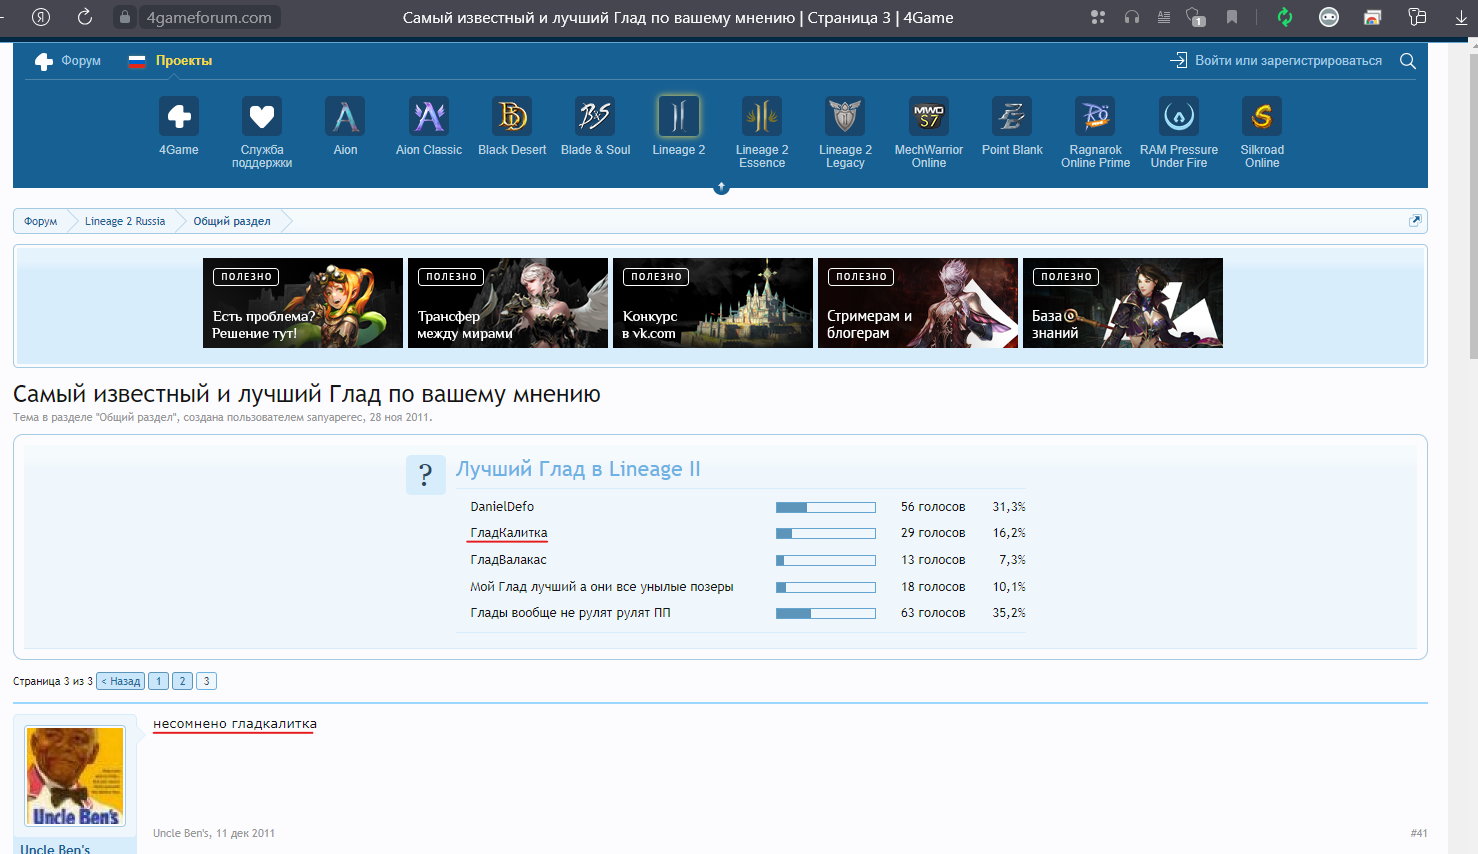 4gameforum.com
Самый известный и лучший Глад по вашему мнению | Страница 3 | 4Game
1
Форум
Проекты
Войти или зарегистрироваться
4Game
Служба поддержки
Aion
Aion Classic
Black Desert
Blade & Soul
Lineage 2
Lineage 2 Essence
Lineage 2 Legacy
MWO S7
MechWarrior Online
Point Blank
Ragnarok Online Prime
RAM Pressure Under Fire
Silkroad Online
Форум
Lineage 2 Russia
Общий раздел
ПОЛЕЗНО
Есть проблема?
Решение тут!
ПОЛЕЗНО
Трансфер
между мирами
ПОЛЕЗНО
Конкурс
в vk.com
ПОЛЕЗНО
Стримерам и
блогерам
ПОЛЕЗНО
База
знаний
Самый известный и лучший Глад по вашему мнению
Тема в разделе "Общий раздел", создана пользователем sanyaperec, 28 ноя 2011.
?
Лучший Глад в Lineage II
DanielDefo 56 голосов 31,3%
ГладКалитка 29 голосов 16,2%
ГладВалакас 13 голосов 7,3%
Мой Глад лучший а они все унылые позеры 18 голосов 10,1%
Глады вообще не рулят рулят ПП 63 голосов 35,2%
Страница 3 из 3 < Назад 1 2 3
несомнено гладкалитка
Uncle Ben's
Uncle Ben's, 11 дек 2011
#41
Uncle Ben's